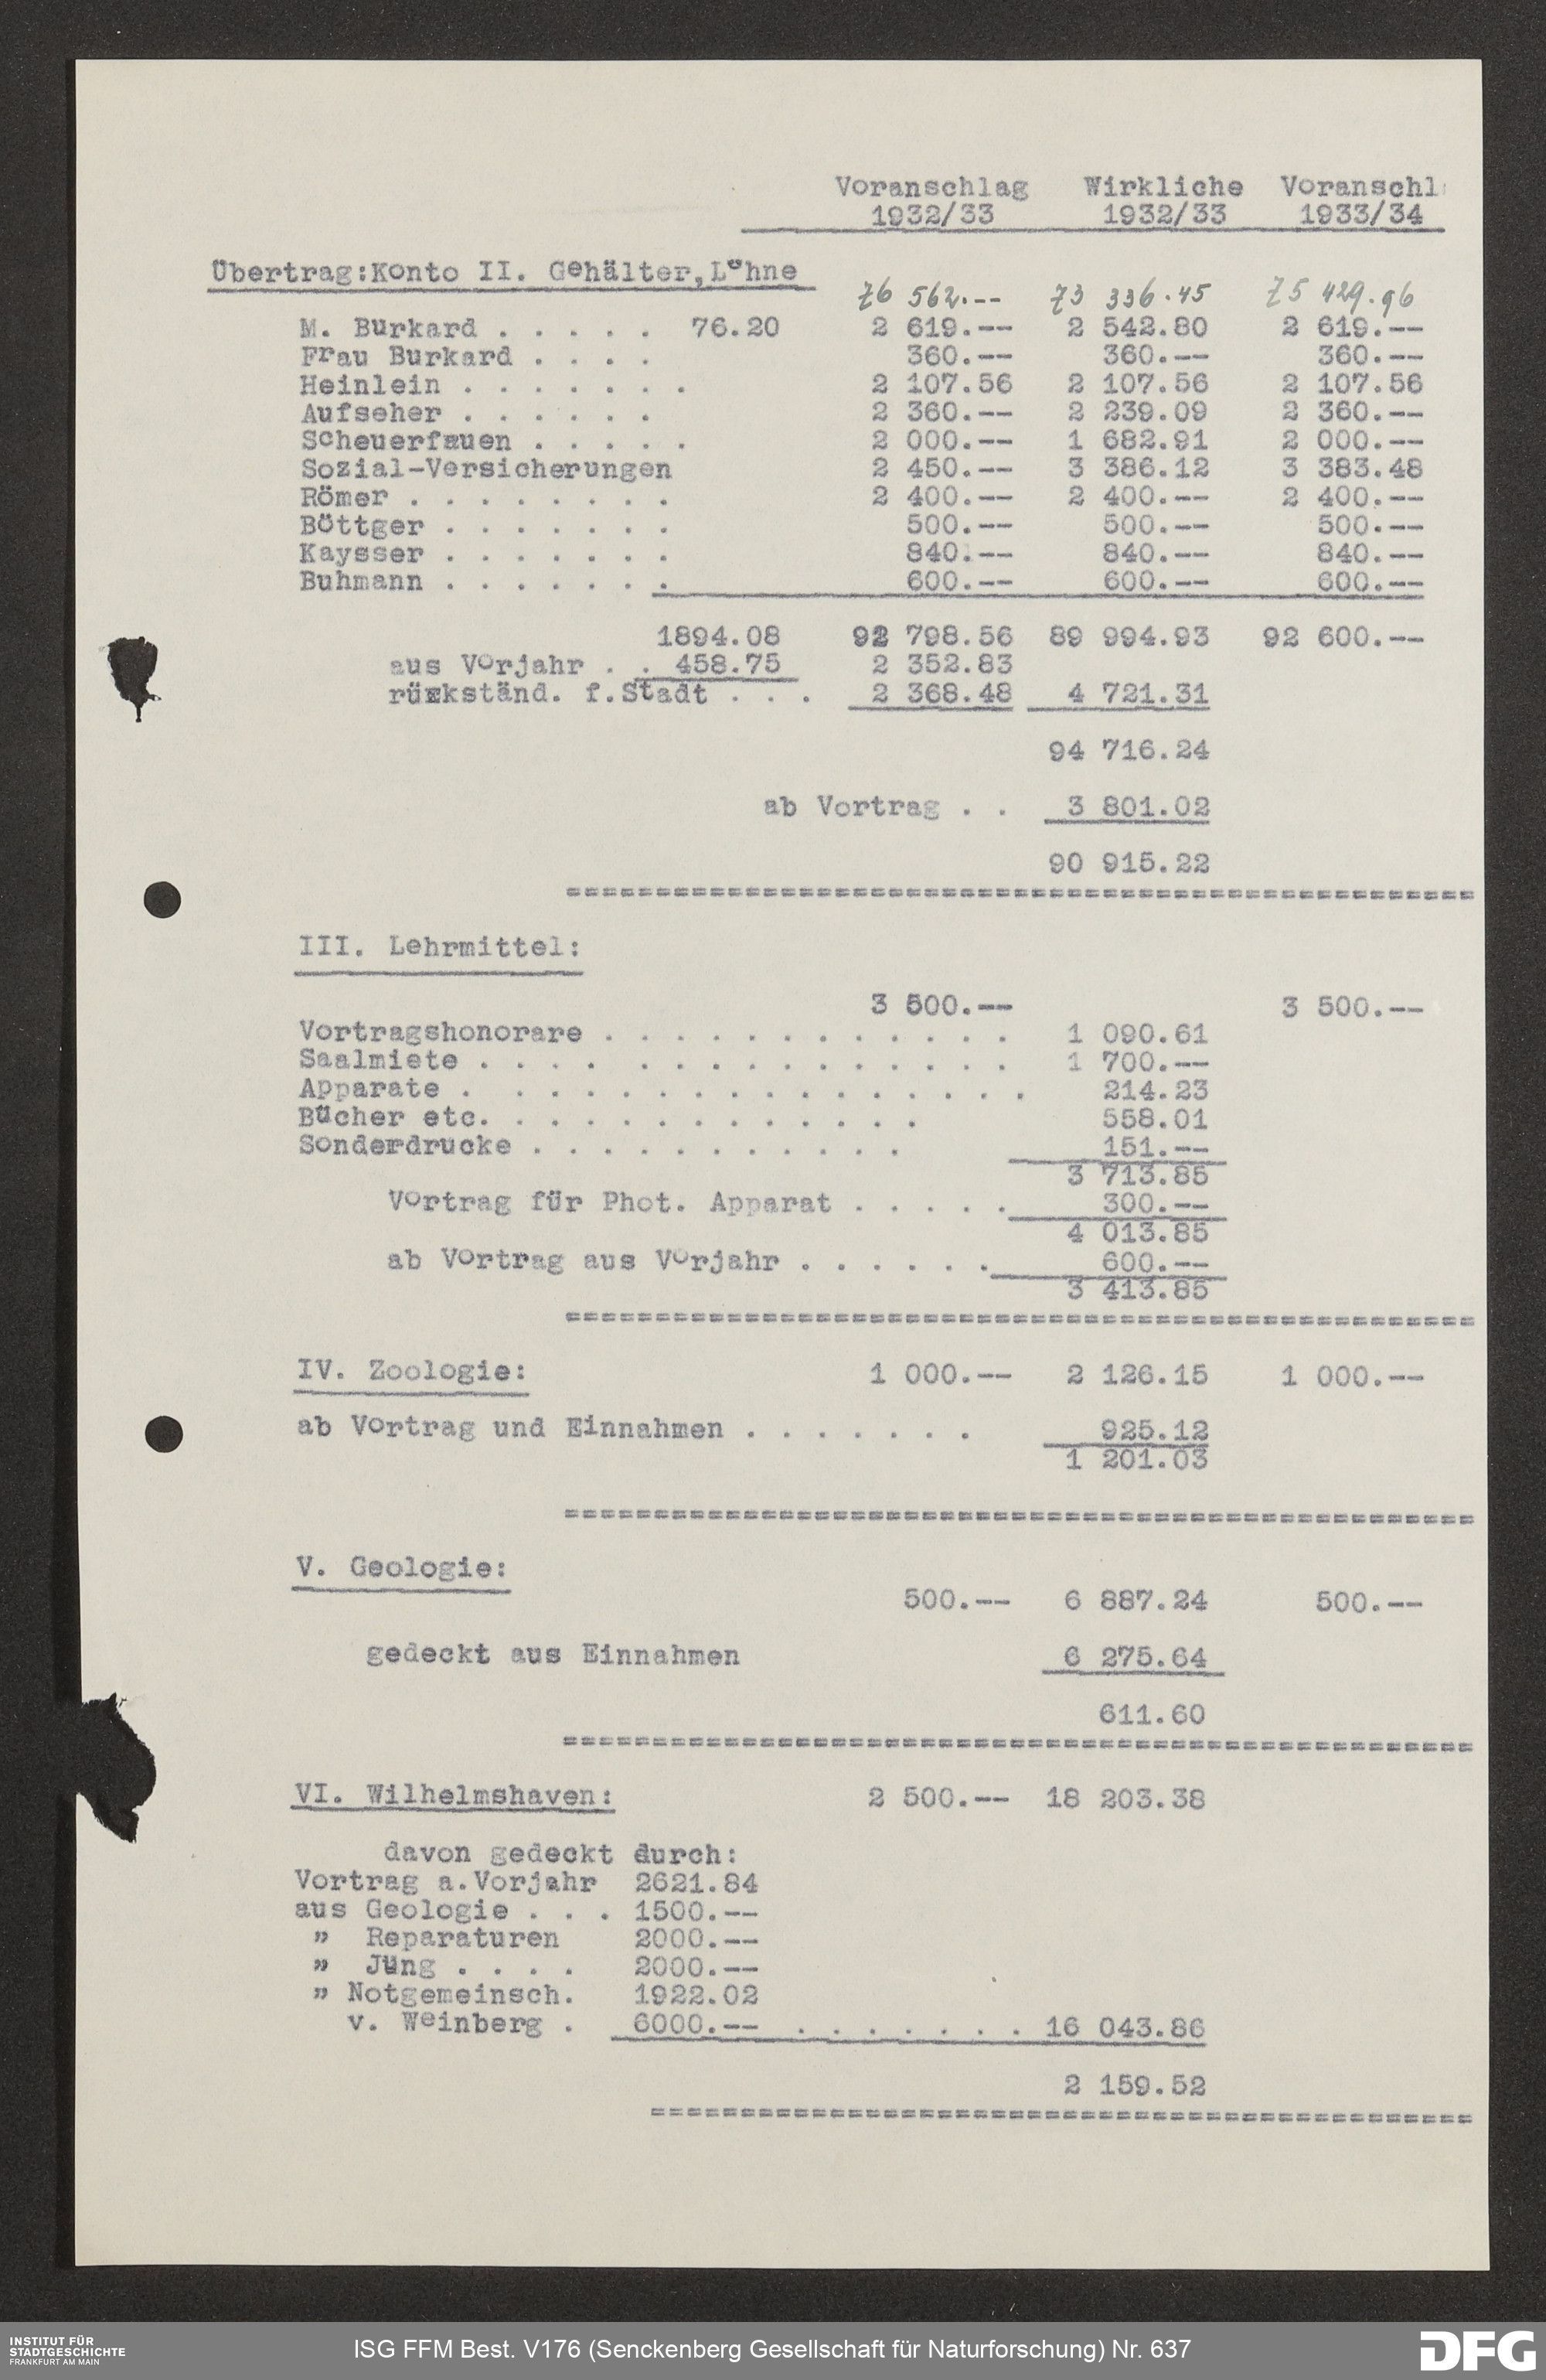 Voranschlag Wirkliche Voranschl
1932/33 1932/33 1933/34
Übertrag:Konto II. Gehälter,Löhne
76 562.-- 73 336.45 75 429.96
M. Burkard . . . . . 76.20 2 619.-- 2 542.80 2 619.--
Frau Burkard . . . . 360.-- 360.-- 360.--
Heinlein . . . . . . . 2 107.56 2 107.56 2 107.56
Aufseher . . . . . . 2 360.-- 2 239.09 2 360.--
Scheuerfauen . . . . . 2 000.-- 1 682.91 2 000.--
Sozial-Versicherungen 2 450.-- 3 386.12 3 383.48
Römer . . . . . . . . 2 400.-- 2 400.-- 2 400.--
Böttger . . . . . . . 500.-- 500.-- 500.--
Kaysser . . . . . . . 840.-- 840.-- 840.--
Buhmann . . . . . . . 600.-- 600.-- 600.--
1894.08 92 798.56 89 994.93 92 600.--
aus Vorjahr . . 458.75 2 352.83
rückständ. f.Stadt . . . 2 368.48 4 721.31
94 716.24
ab Vortrag . . 3 801.02
90 915.22
===================================================
III. Lehrmittel:
3 500.-- 3 500.--
Vortragshonorare . . . . . . . . . . . . 1 090.61
Saalmiete . . . . . . . . . . . . . . 1 700.--
Apparate . . . . . . . . . . . . . . . . 214.23
Bücher etc. . . . . . . . . . . . . 558.01
Sonderdrucke . . . . . . . . . . . 151.--
3 713.85
Vortrag für Phot. Apparat . . . . . 300.--
4 013.85
ab Vortrag aus Vorjahr . . . . . . 600.--
3 413.85
===================================================
IV. Zoologie: 1 000.-- 2 126.15 1 000.--
ab Vortrag und Einnahmen . . . . . . . 925.12
1 201.03
===================================================
V. Geologie:
500.-- 6 887.24 500.--
gedeckt aus Einnahmen 6 275.64
611.60
===================================================
VI. Wilhelmshaven: 2 500.-- 18 203.38
davon gedeckt durch:
Vortrag a.Vorjahr 2621.84
aus Geologie . . . 1500.--
" Reparaturen 2000.--
" Jung . . . . 2000.--
" Notgemeinsch. 1922.02
v. Weinberg . 6000.-- . . . . . . . 16 043.86
2 159.52
==============================================
INSTITUT FÜR
STADTGESCHICHTE
FRANKFURT AM MAIN
ISG FFM Best. V176 (Senckenberg Gesellschaft für Naturforschung) Nr. 637
DFG